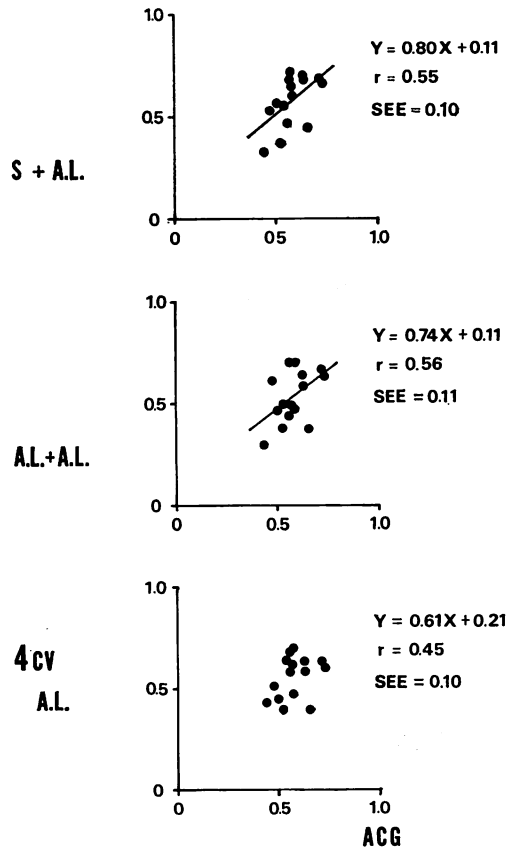 1.0
Y = 0.80X + 0.11
r = 0.55
SEE = 0.10
0.5
S + A.L.
0
0 0.5 1.0
1.0
Y = 0.74X + 0.11
r = 0.56
SEE = 0.11
0.5
A.L.+A.L.
0
0 0.5 1.0
1.0
Y = 0.61X + 0.21
r = 0.45
SEE = 0.10
4CV
A.L.
0.5
0
0 0.5 1.0
ACG